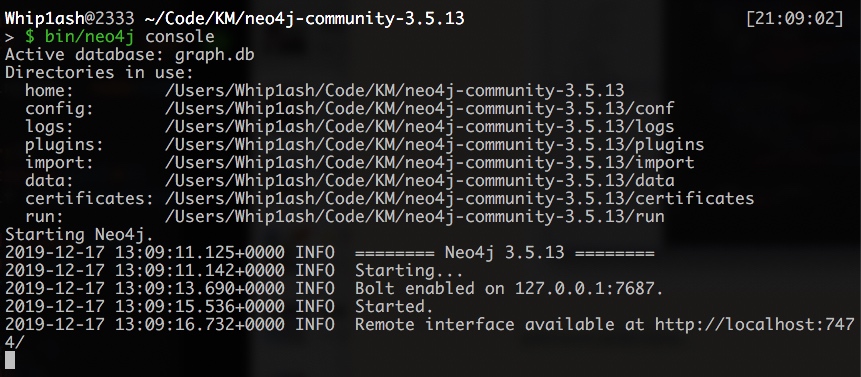 Whip1ash@2333 ~/Code/KM/neo4j-community-3.5.13 [21:09:02]
> $ bin/neo4j console
Active database: graph.db
Directories in use:
  home:         /Users/Whip1ash/Code/KM/neo4j-community-3.5.13
  config:       /Users/Whip1ash/Code/KM/neo4j-community-3.5.13/conf
  logs:         /Users/Whip1ash/Code/KM/neo4j-community-3.5.13/logs
  plugins:      /Users/Whip1ash/Code/KM/neo4j-community-3.5.13/plugins
  import:       /Users/Whip1ash/Code/KM/neo4j-community-3.5.13/import
  data:         /Users/Whip1ash/Code/KM/neo4j-community-3.5.13/data
  certificates: /Users/Whip1ash/Code/KM/neo4j-community-3.5.13/certificates
  run:          /Users/Whip1ash/Code/KM/neo4j-community-3.5.13/run
Starting Neo4j.
2019-12-17 13:09:11.125+0000 INFO  ======== Neo4j 3.5.13 ========
2019-12-17 13:09:11.142+0000 INFO  Starting...
2019-12-17 13:09:13.690+0000 INFO  Bolt enabled on 127.0.0.1:7687.
2019-12-17 13:09:15.536+0000 INFO  Started.
2019-12-17 13:09:16.732+0000 INFO  Remote interface available at http://localhost:747
4/